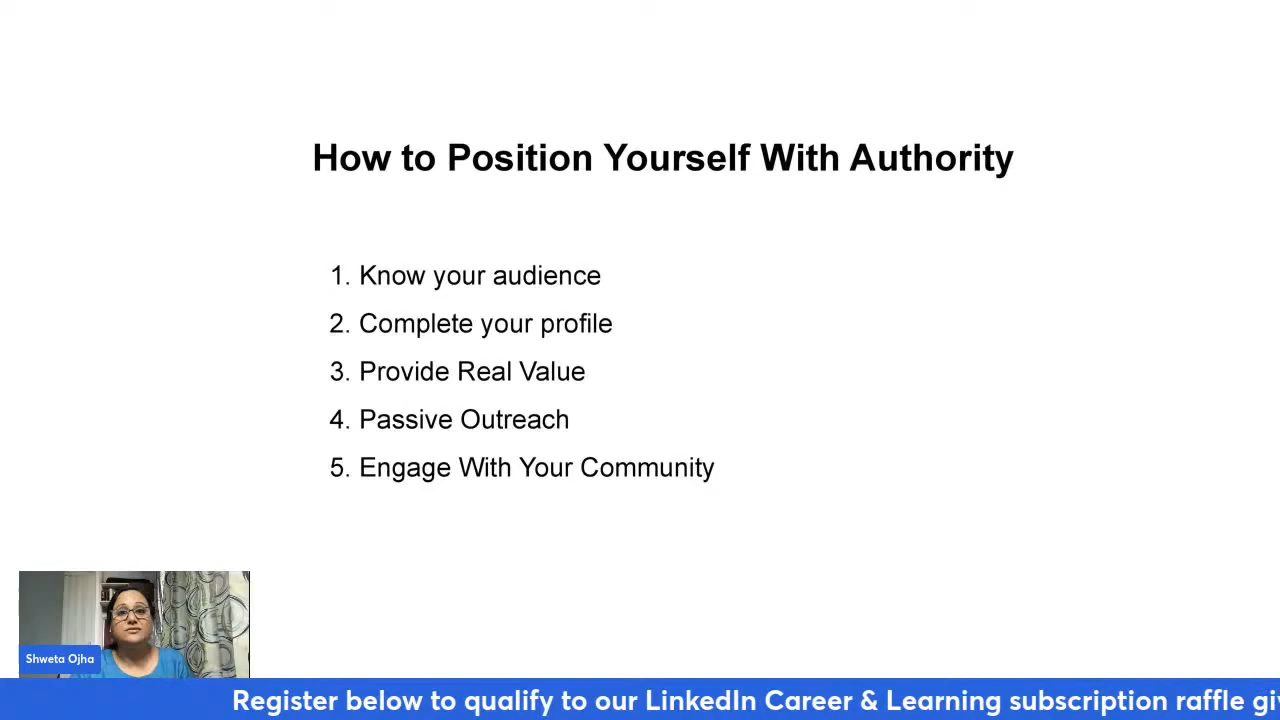 How to Position Yourself With Authority
1. Know your audience
2. Complete your profile
3. Provide Real Value
4. Passive Outreach
5. Engage With Your Community
Shweta Ojha
Register below to qualify to our LinkedIn Career & Learning subscription raffle